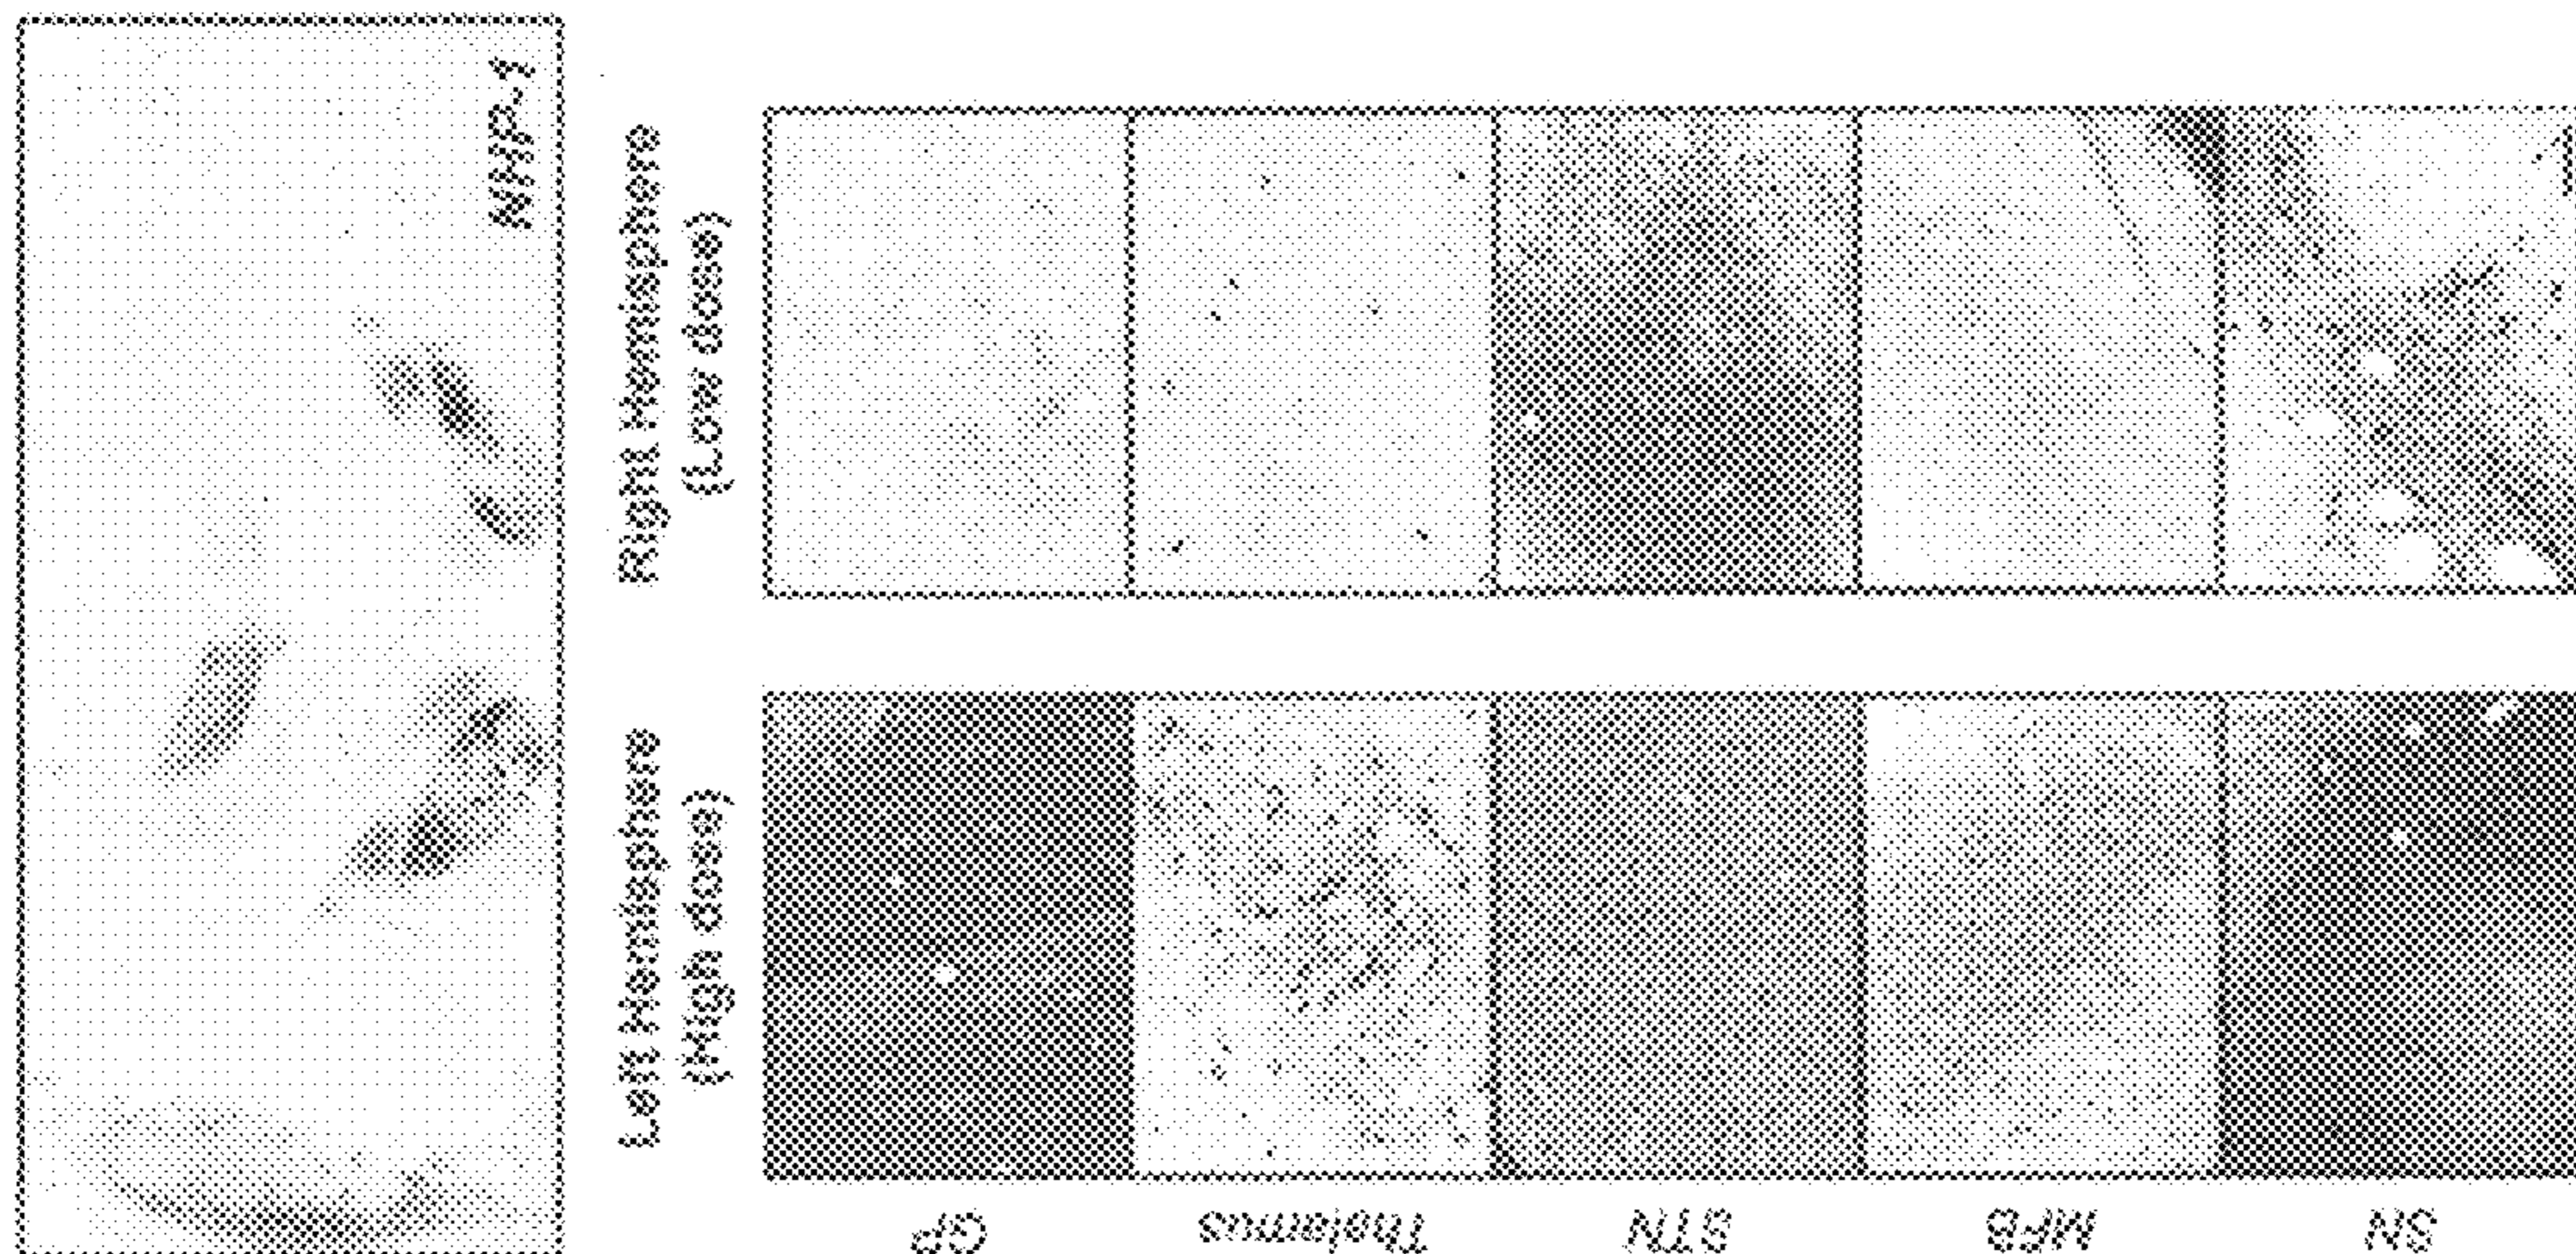 NHP-1
Right Hemisphere
(Low dose)
Left Hemisphere
(High dose)
GP
Thalamus
STN
MFB
SN